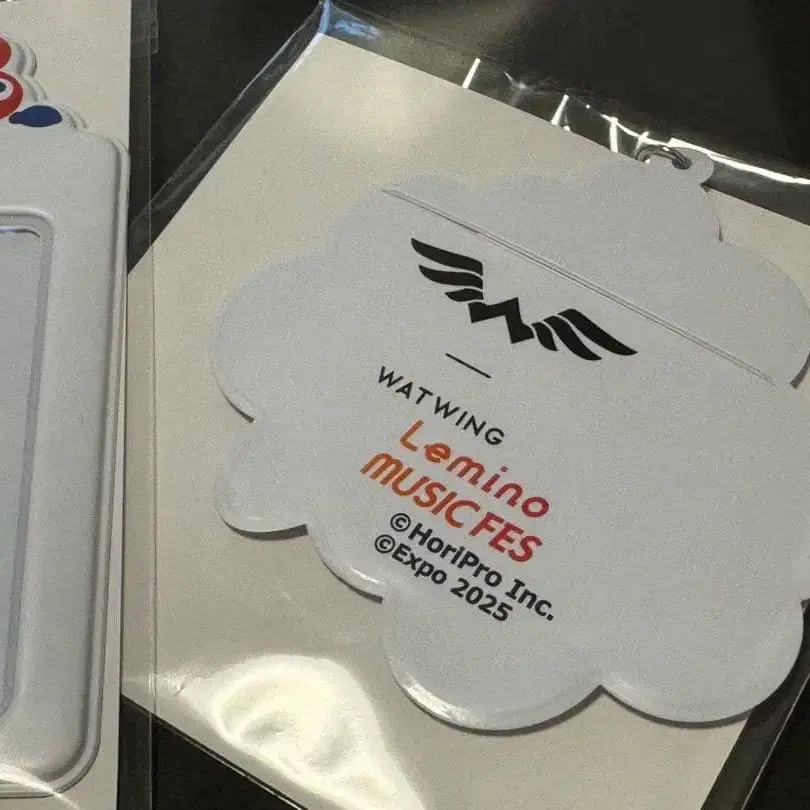 WATWING
Lemino
MUSIC FES
©HoriPro Inc.
©Expo 2025